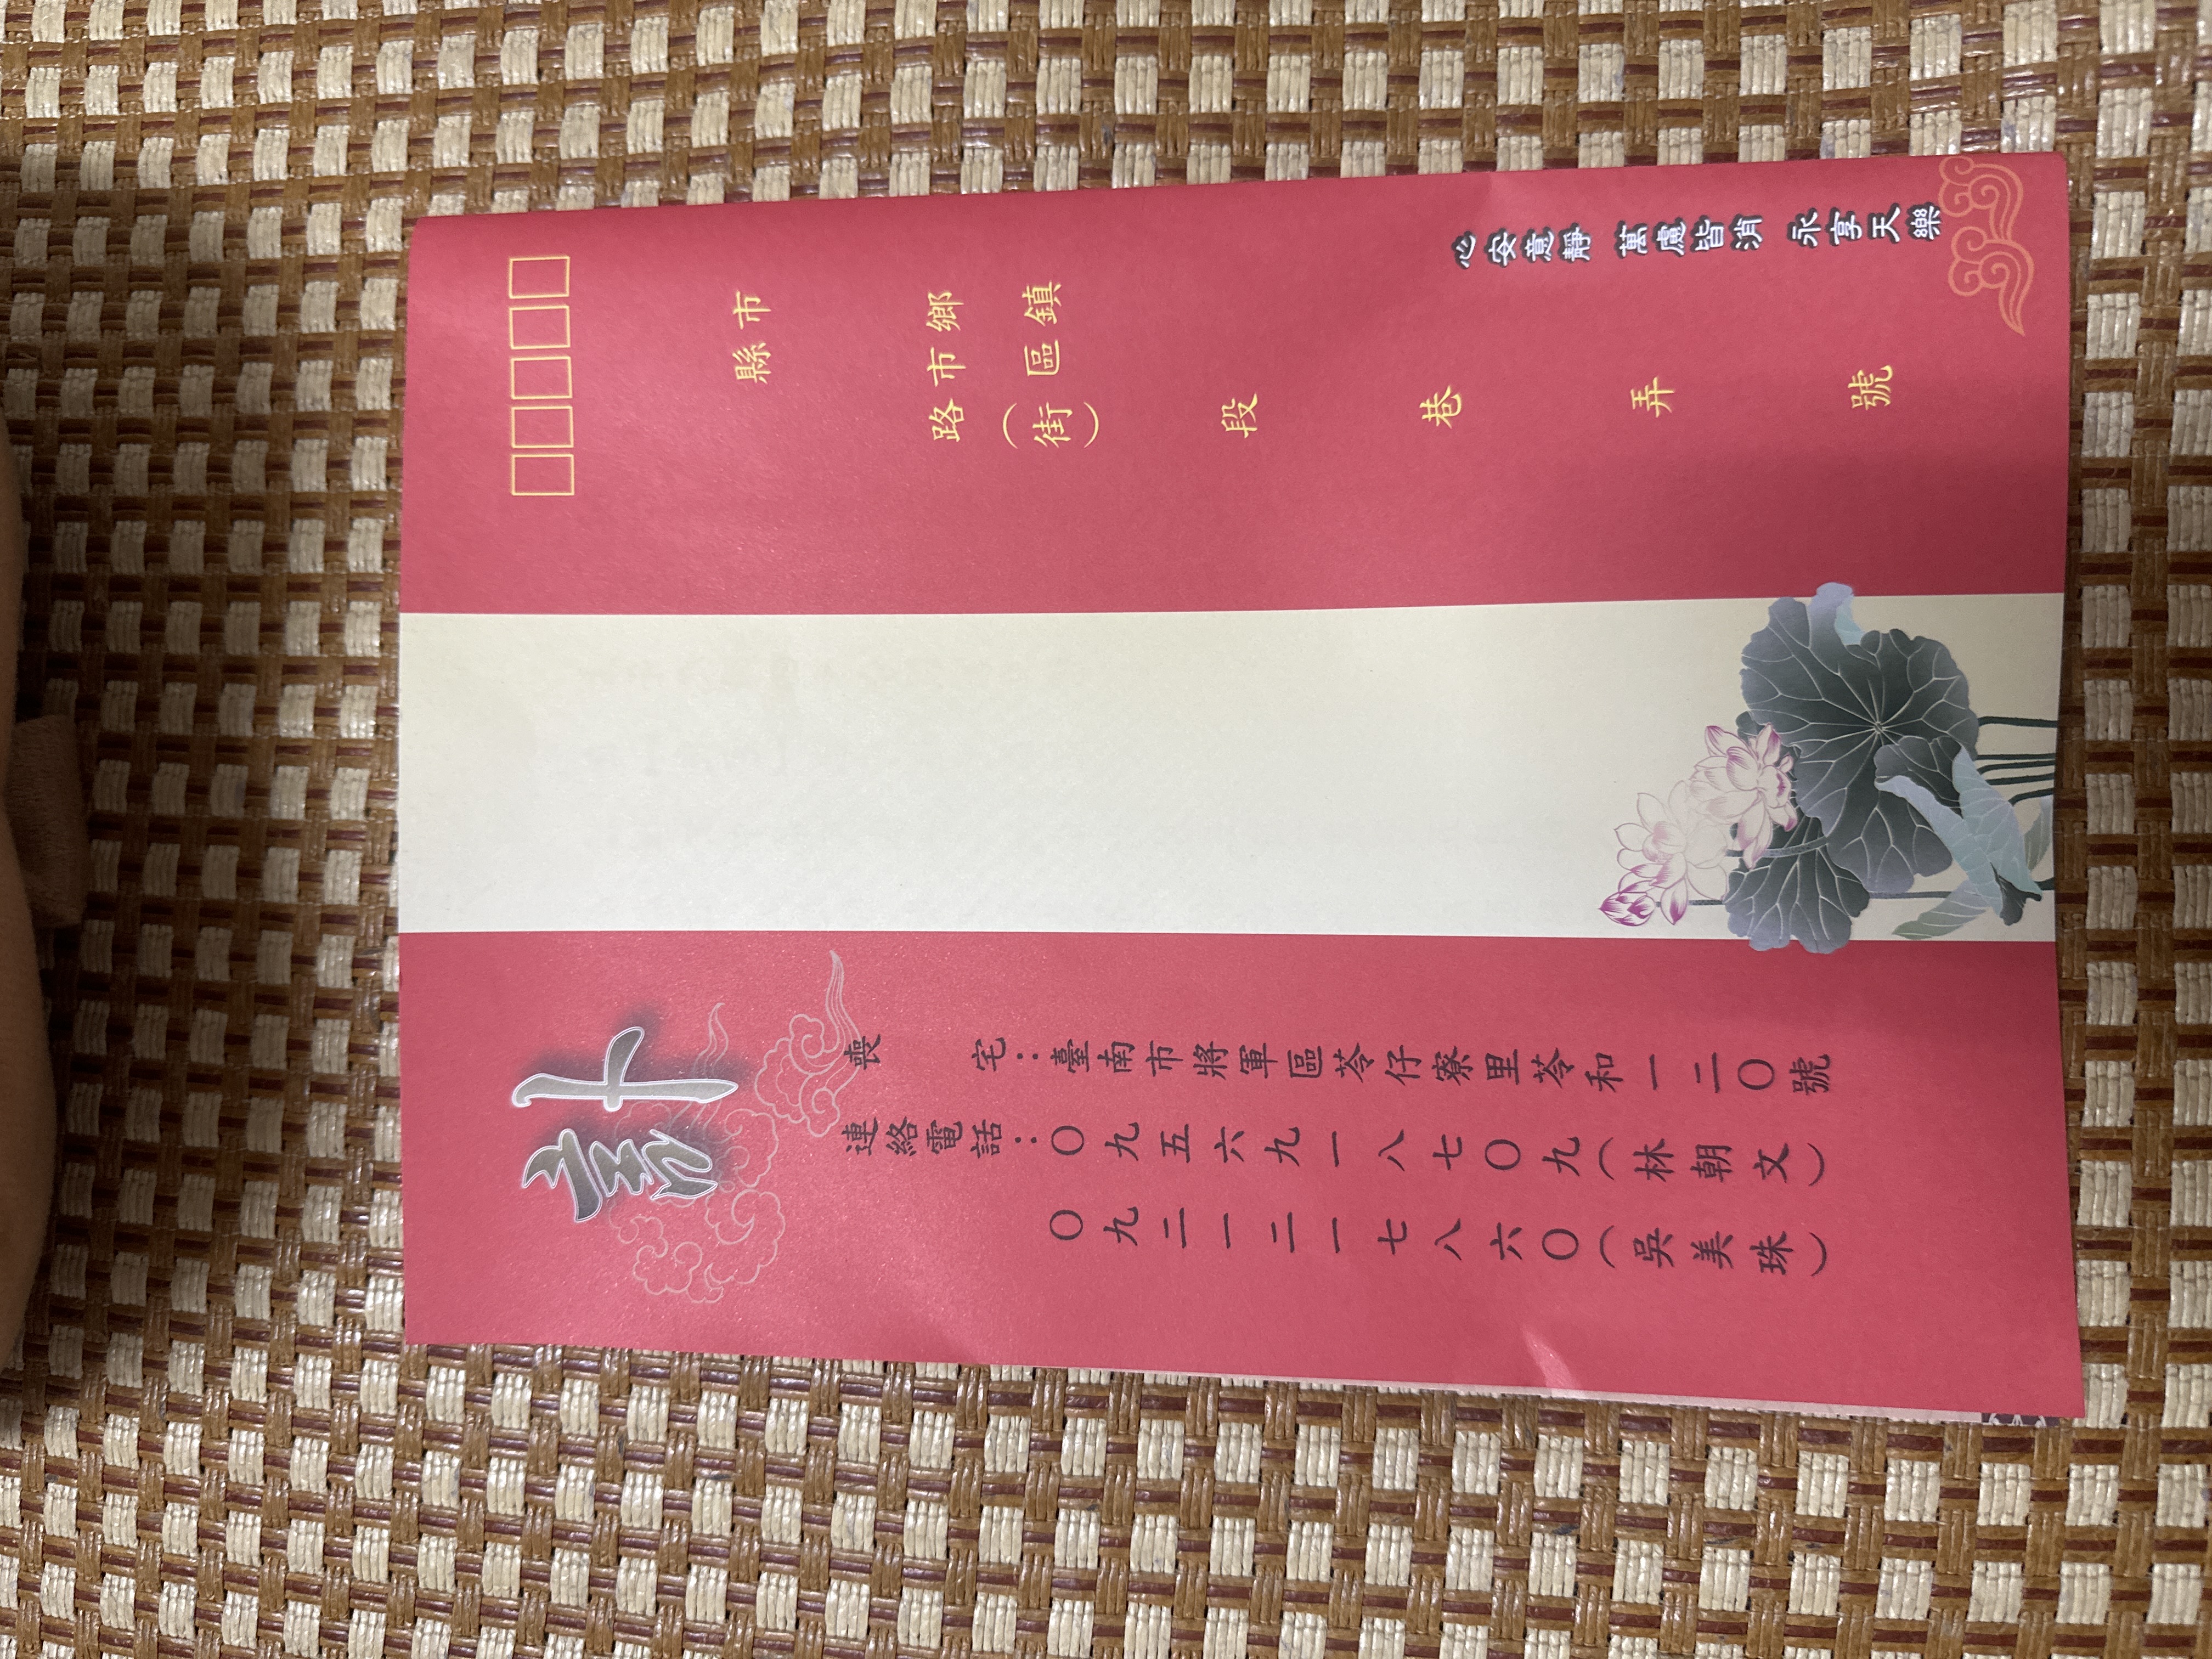 縣市
鄉鎮
市區
路(街)
段
巷
弄
號
心安意靜 萬慮皆消 永享天樂
訃
喪宅：臺南市將軍區苓仔寮里苓和一二〇號
連絡電話：〇九五六九一八七〇九(林朝文)
〇九二一二一七八六〇(吳美珠)